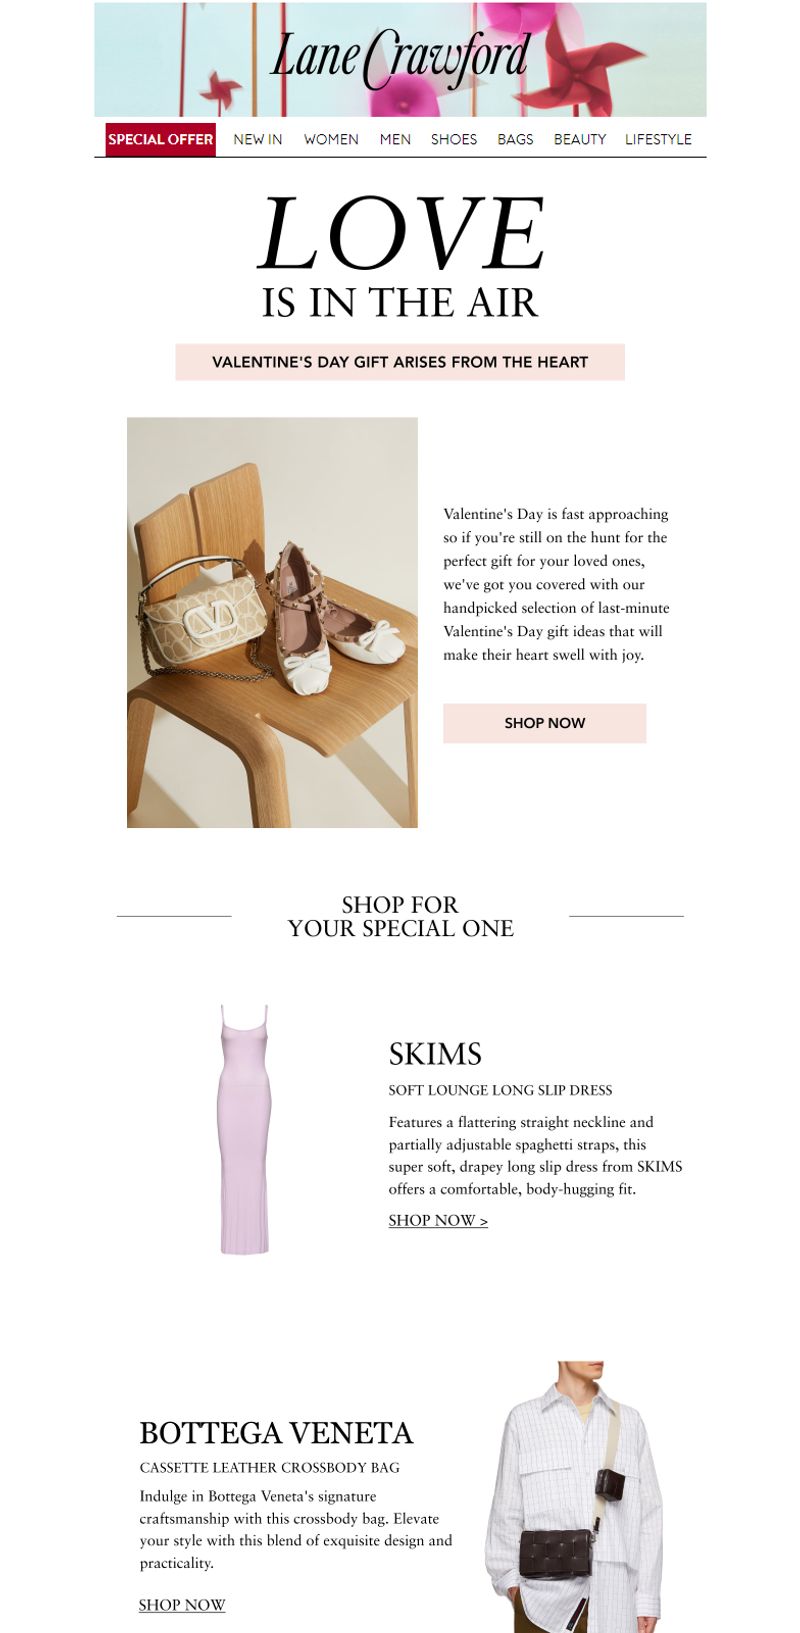 Lane Crawford
SPECIAL OFFER NEW IN WOMEN MEN SHOES BAGS BEAUTY LIFESTYLE
LOVE
IS IN THE AIR
VALENTINE'S DAY GIFT ARISES FROM THE HEART
Valentine's Day is fast approaching
so if you're still on the hunt for the
perfect gift for your loved ones,
we've got you covered with our
handpicked selection of last-minute
Valentine's Day gift ideas that will
make their heart swell with joy.
SHOP NOW
SHOP FOR
YOUR SPECIAL ONE
SKIMS
SOFT LOUNGE LONG SLIP DRESS
Features a flattering straight neckline and
partially adjustable spaghetti straps, this
super soft, drapey long slip dress from SKIMS
offers a comfortable, body-hugging fit.
SHOP NOW >
BOTTEGA VENETA
CASSETTE LEATHER CROSSBODY BAG
Indulge in Bottega Veneta's signature
craftsmanship with this crossbody bag. Elevate
your style with this blend of exquisite design and
practicality.
SHOP NOW